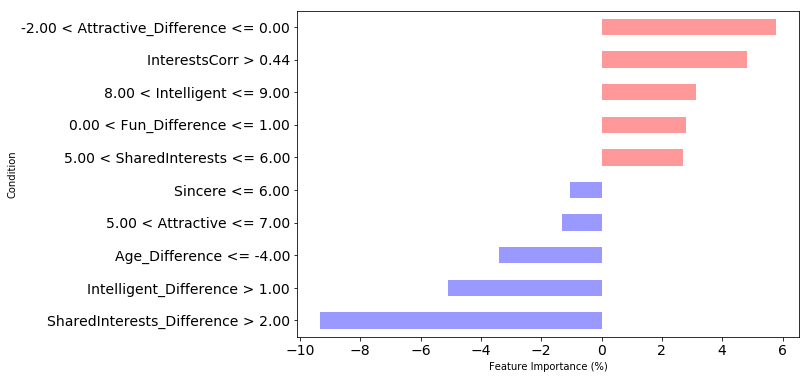 -2.00 < Attractive_Difference <= 0.00
InterestsCorr > 0.44
8.00 < Intelligent <= 9.00
0.00 < Fun_Difference <= 1.00
5.00 < SharedInterests <= 6.00
Sincere <= 6.00
5.00 < Attractive <= 7.00
Age_Difference <= -4.00
Intelligent_Difference > 1.00
SharedInterests_Difference > 2.00
Condition
−10 −8 −6 −4 −2 0 2 4 6
Feature Importance (%)